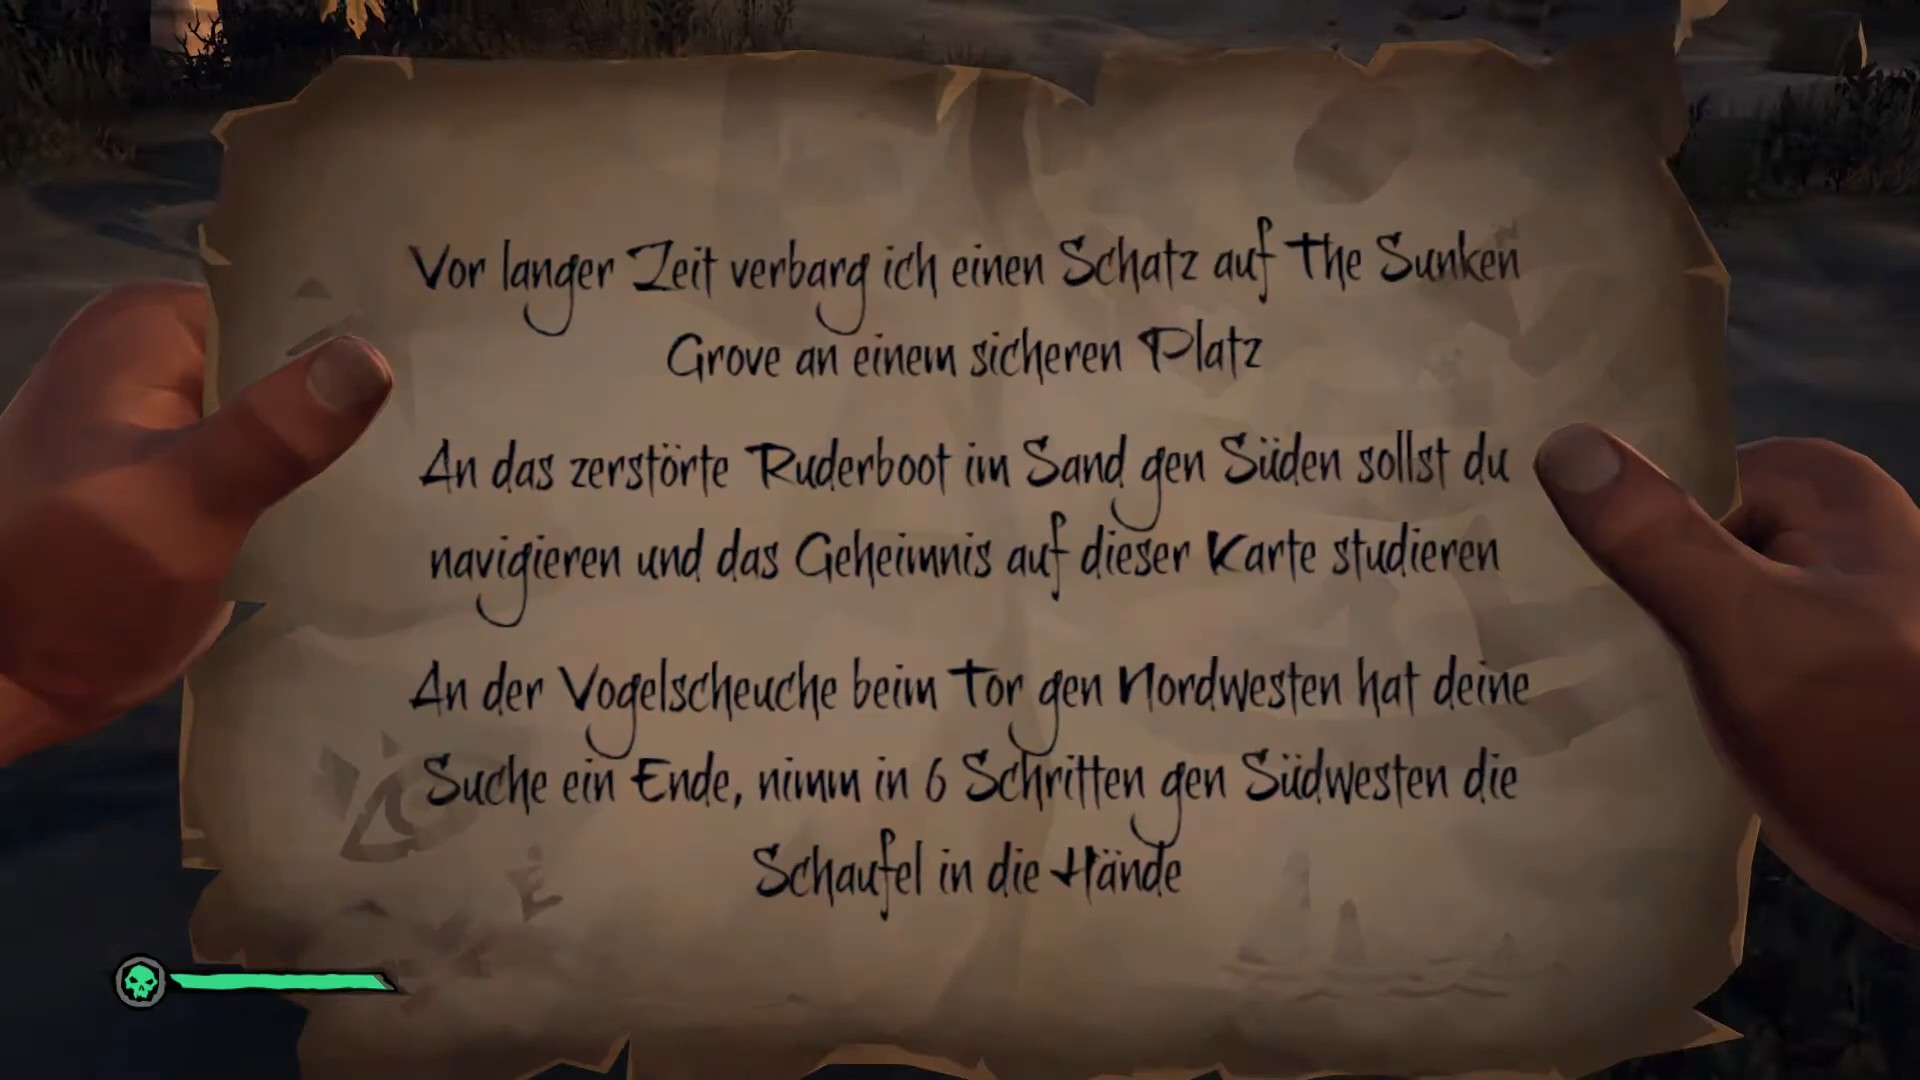 Vor langer Zeit verbarg ich einen Schatz auf The Sunken
Grove an einem sicheren Platz
An das zerstörte Ruderboot im Sand gen Süden sollst du
navigieren und das Geheimnis auf dieser Karte studieren
An der Vogelscheuche beim Tor gen Nordwesten hat deine
Suche ein Ende, nimm in 6 Schritten gen Südwesten die
Schaufel in die Hände